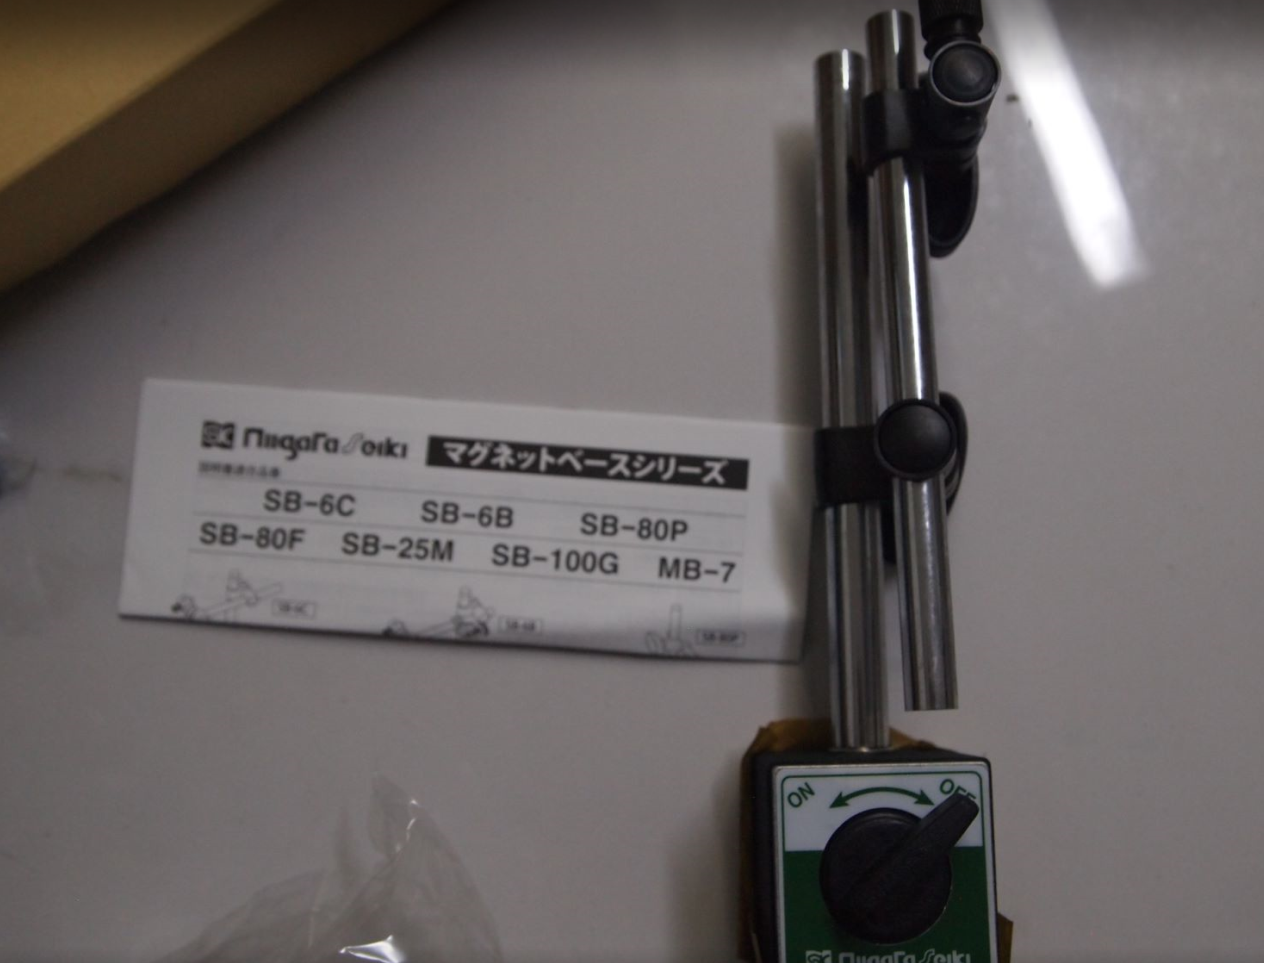 SK Niigata Seiki マグネットベースシリーズ
SB-6C SB-6B SB-80P
SB-80F SB-25M SB-100G MB-7
SB-6C SB-6B SB-80P
ON OFF
SK Niigata Seiki